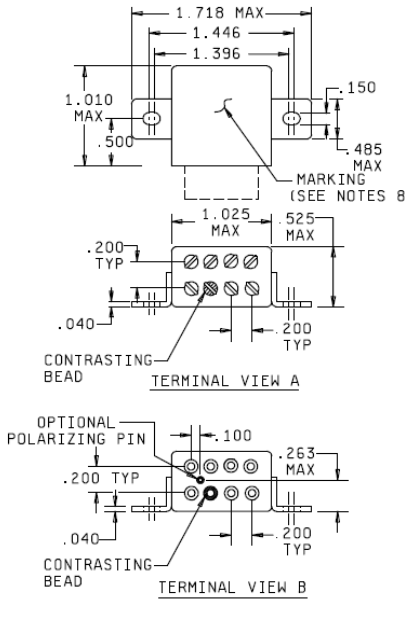 1.718 MAX
1.446
1.396
1.010
MAX
.500
.150
.485
MAX
MARKING
(SEE NOTES 8
1.025
MAX
.525
MAX
.200
TYP
.040
.200
TYP
CONTRASTING
BEAD
TERMINAL VIEW A
OPTIONAL
POLARIZING PIN
.100
.263
MAX
.200 TYP
.040
.200
TYP
CONTRASTING
BEAD
TERMINAL VIEW B